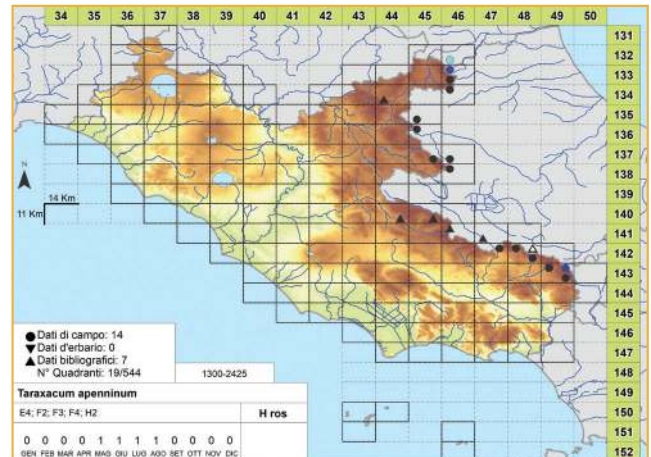 34 35 36 37 38 39 40 41 42 43 44 45 46 47 48 49 50
131
132
133
134
135
136
137
138
139
140
141
142
143
144
145
146
147
148
149
150
151
152
N
14 Km
11 Km
Dati di campo: 14
Dati d'erbario: 0
Dati bibliografici: 7
N° Quadranti: 19/544
1300-2425
Taraxacum apenninum
E4; F2; F3; F4; H2 H ros
0 0 0 0 1 1 1 1 0 0 0 0
GEN FEB MAR APR MAG GIU LUG AGO SET OTT NOV DIC